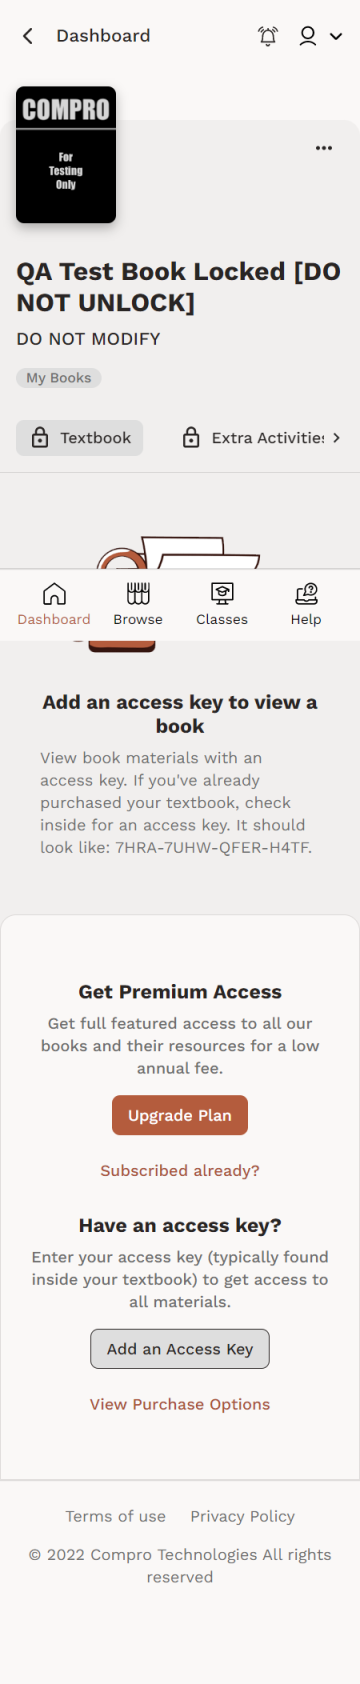 Dashboard
COMPRO
For
Testing
Only
QA Test Book Locked [DO
NOT UNLOCK]
DO NOT MODIFY
My Books
Textbook
Extra Activities
Dashboard
Browse
Classes
Help
Add an access key to view a
book
View book materials with an
access key. If you've already
purchased your textbook, check
inside for an access key. It should
look like: 7HRA-7UHW-QFER-H4TF.
Get Premium Access
Get full featured access to all our
books and their resources for a low
annual fee.
Upgrade Plan
Subscribed already?
Have an access key?
Enter your access key (typically found
inside your textbook) to get access to
all materials.
Add an Access Key
View Purchase Options
Terms of use
Privacy Policy
© 2022 Compro Technologies All rights
reserved